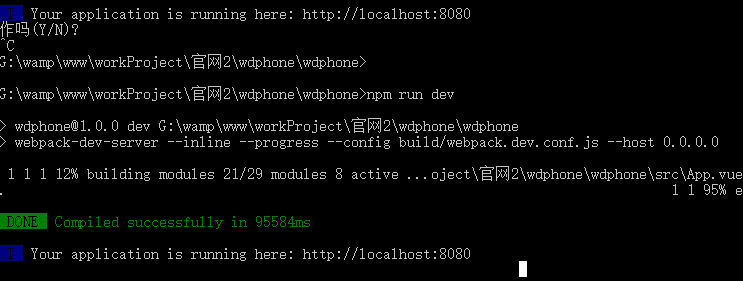 I  Your application is running here: http://localhost:8080
作吗(Y/N)?
^C
G:\wamp\www\workProject\官网2\wdphone\wdphone>
G:\wamp\www\workProject\官网2\wdphone\wdphone>npm run dev
> wdphone@1.0.0 dev G:\wamp\www\workProject\官网2\wdphone\wdphone
> webpack-dev-server --inline --progress --config build/webpack.dev.conf.js --host 0.0.0.0
1 1 1 12% building modules 21/29 modules 8 active ...oject\官网2\wdphone\wdphone\src\App.vue
. 1 1 95% e
DONE  Compiled successfully in 95584ms
I  Your application is running here: http://localhost:8080